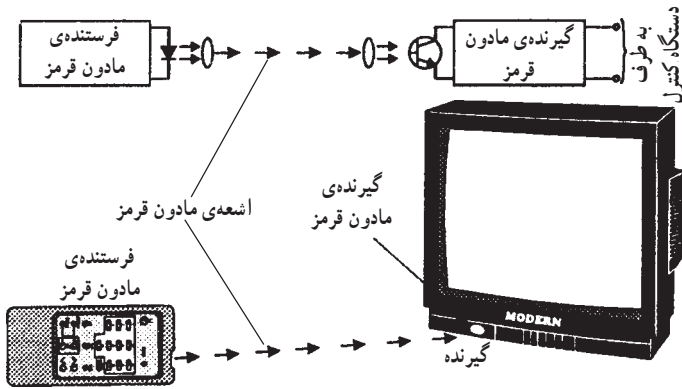 فرستنده‌ی
مادون قرمز
گیرنده‌ی مادون
قرمز
به طرف
دستگاه کنترل
گیرنده‌ی
مادون قرمز
اشعه‌ی مادون قرمز
فرستنده‌ی
مادون قرمز
MODERN
گیرنده